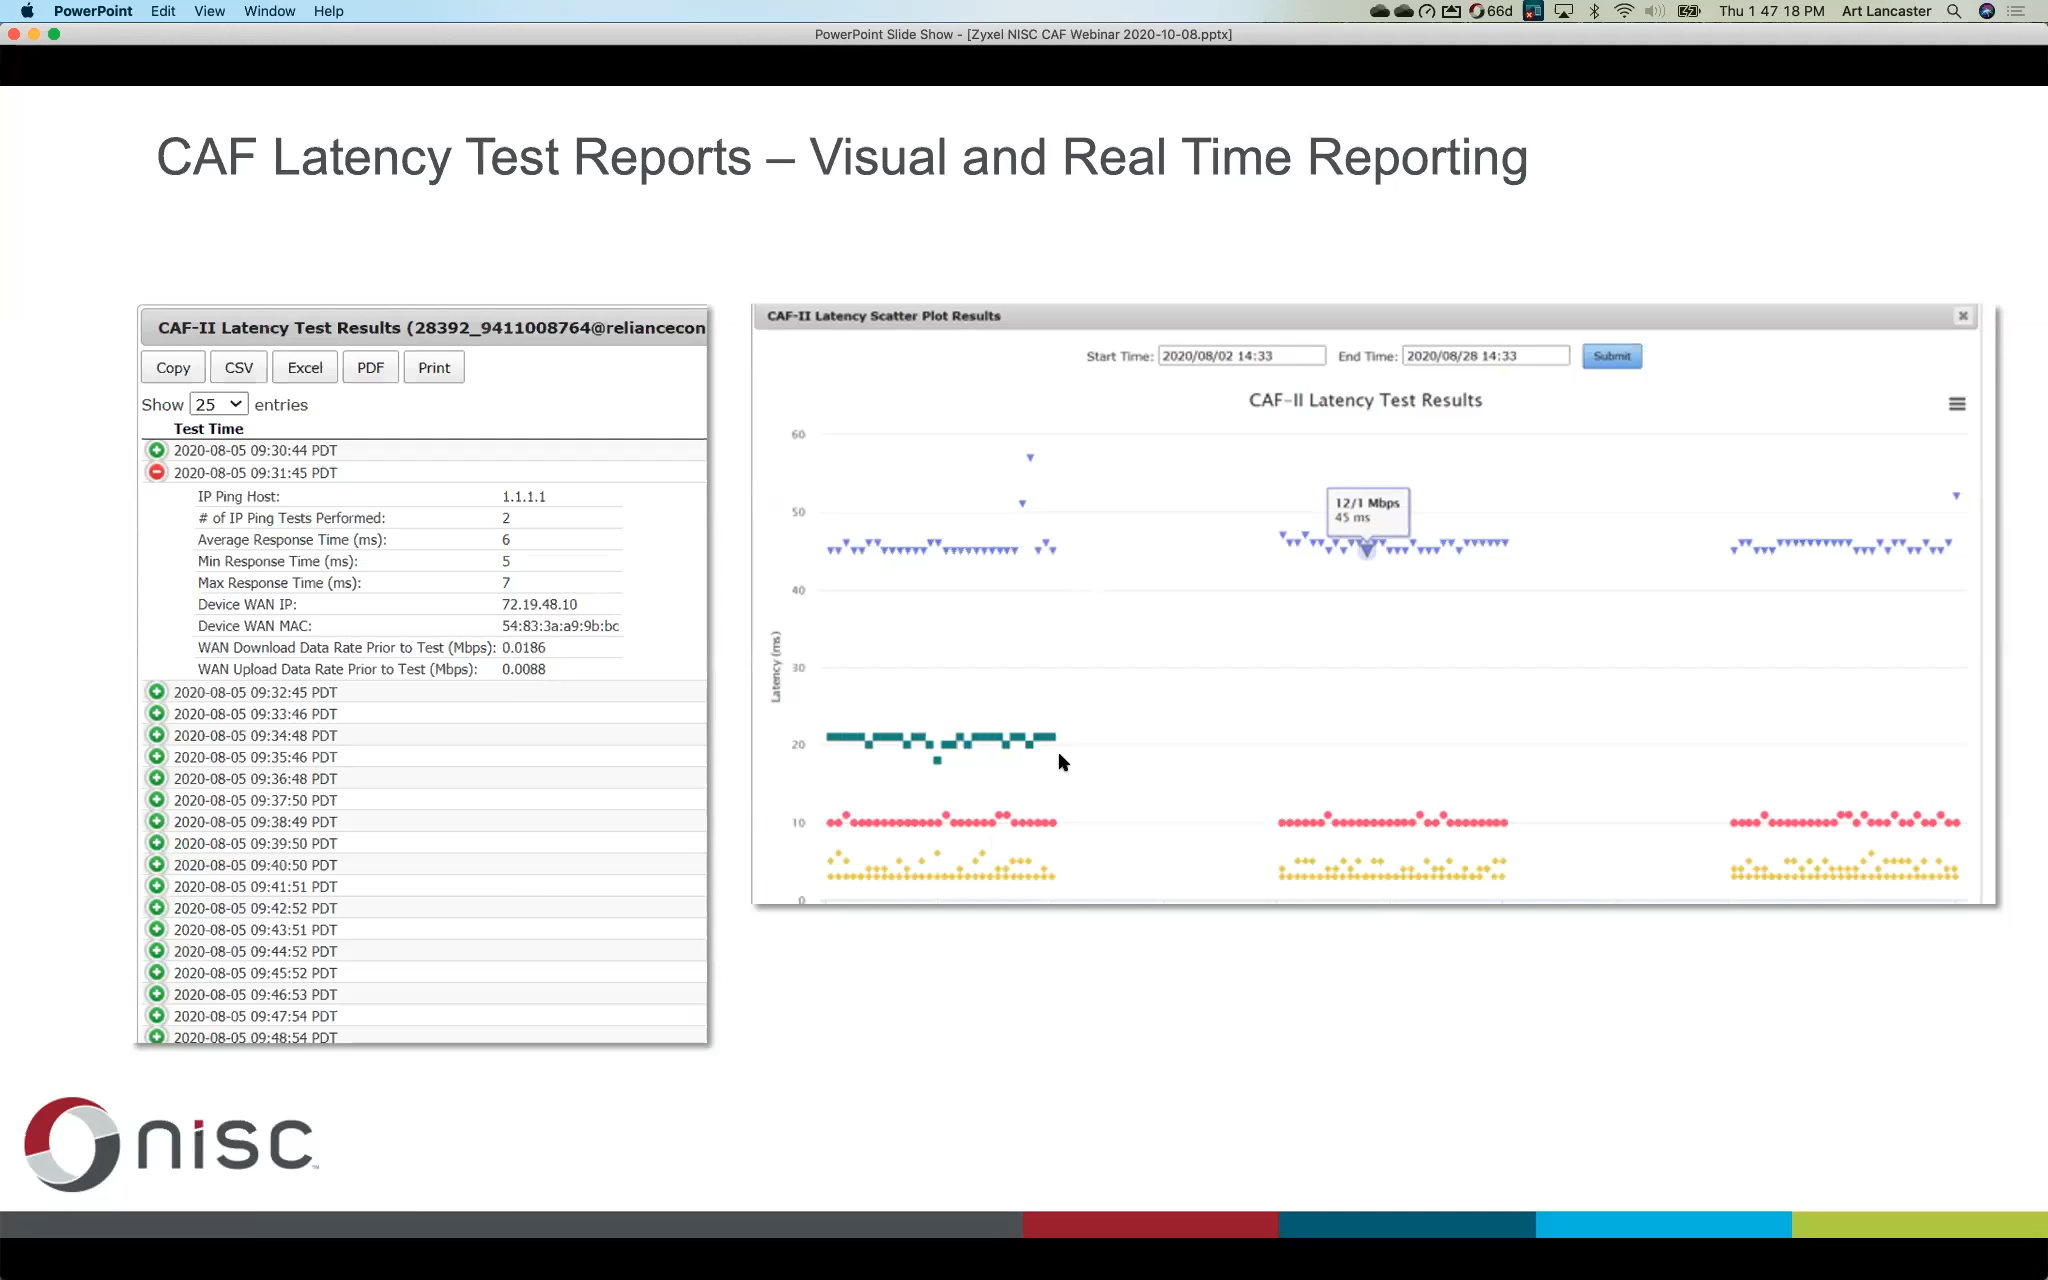 PowerPoint Edit View Window Help 66d Thu 1 47 18 PM Art Lancaster
PowerPoint Slide Show - [Zyxel NISC CAF Webinar 2020-10-08.pptx]
CAF Latency Test Reports – Visual and Real Time Reporting
CAF-II Latency Test Results (28392_9411008764@reliancecon
Copy CSV Excel PDF Print
Show 25 entries
Test Time
2020-08-05 09:30:44 PDT
2020-08-05 09:31:45 PDT
IP Ping Host: 1.1.1.1
# of IP Ping Tests Performed: 2
Average Response Time (ms): 6
Min Response Time (ms): 5
Max Response Time (ms): 7
Device WAN IP: 72.19.48.10
Device WAN MAC: 54:83:3a:a9:9b:bc
WAN Download Data Rate Prior to Test (Mbps): 0.0186
WAN Upload Data Rate Prior to Test (Mbps): 0.0088
2020-08-05 09:32:45 PDT
2020-08-05 09:33:46 PDT
2020-08-05 09:34:48 PDT
2020-08-05 09:35:46 PDT
2020-08-05 09:36:48 PDT
2020-08-05 09:37:50 PDT
2020-08-05 09:38:49 PDT
2020-08-05 09:39:50 PDT
2020-08-05 09:40:50 PDT
2020-08-05 09:41:51 PDT
2020-08-05 09:42:52 PDT
2020-08-05 09:43:51 PDT
2020-08-05 09:44:52 PDT
2020-08-05 09:45:52 PDT
2020-08-05 09:46:53 PDT
2020-08-05 09:47:54 PDT
2020-08-05 09:48:54 PDT
CAF-II Latency Scatter Plot Results
Start Time: 2020/08/02 14:33 End Time: 2020/08/28 14:33 Submit
CAF-II Latency Test Results
60
12/1 Mbps
45 ms
50
40
Latency (ms)
30
20
10
0
nisc™